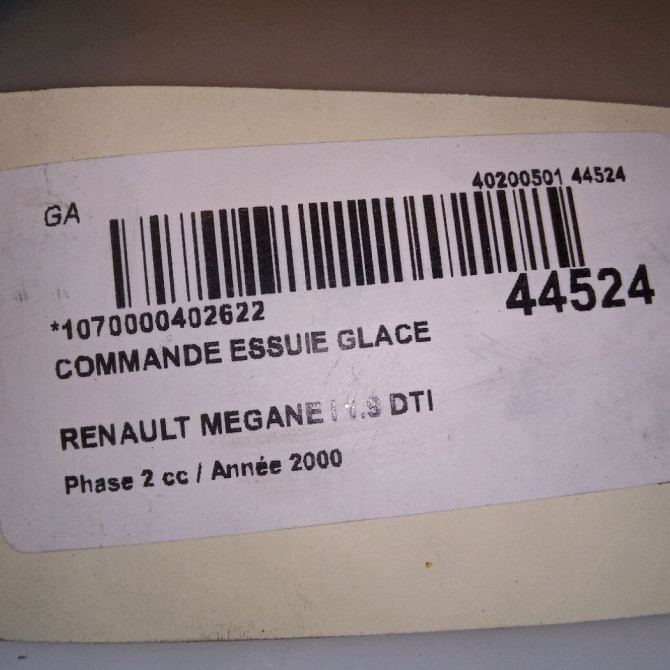 GA
40200501 44524
*1070000402622
44524
COMMANDE ESSUIE GLACE
RENAULT MEGANE I 1.9 DTI
Phase 2 cc / Année 2000